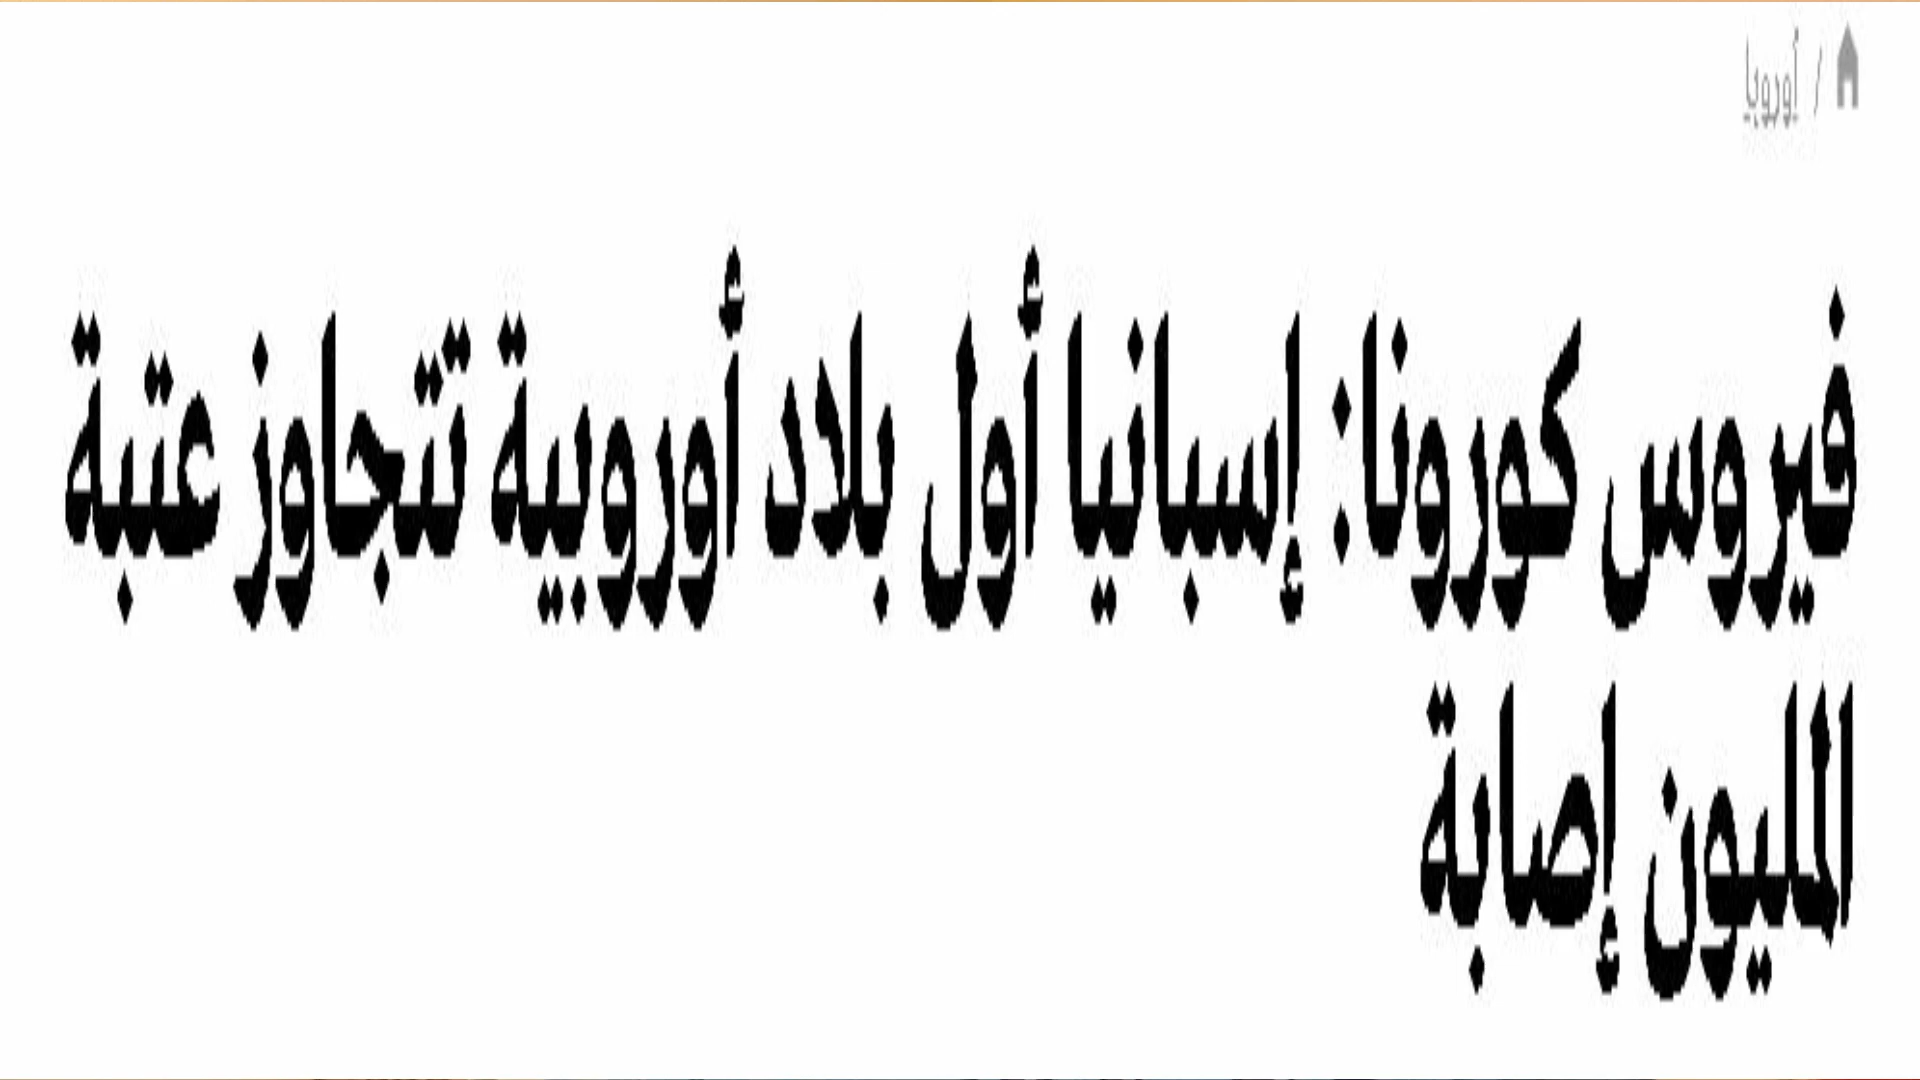 / أوروبا
فيروس كورونا: إسبانيا أول بلاد أوروبية تتجاوز عتبة
المليون إصابة